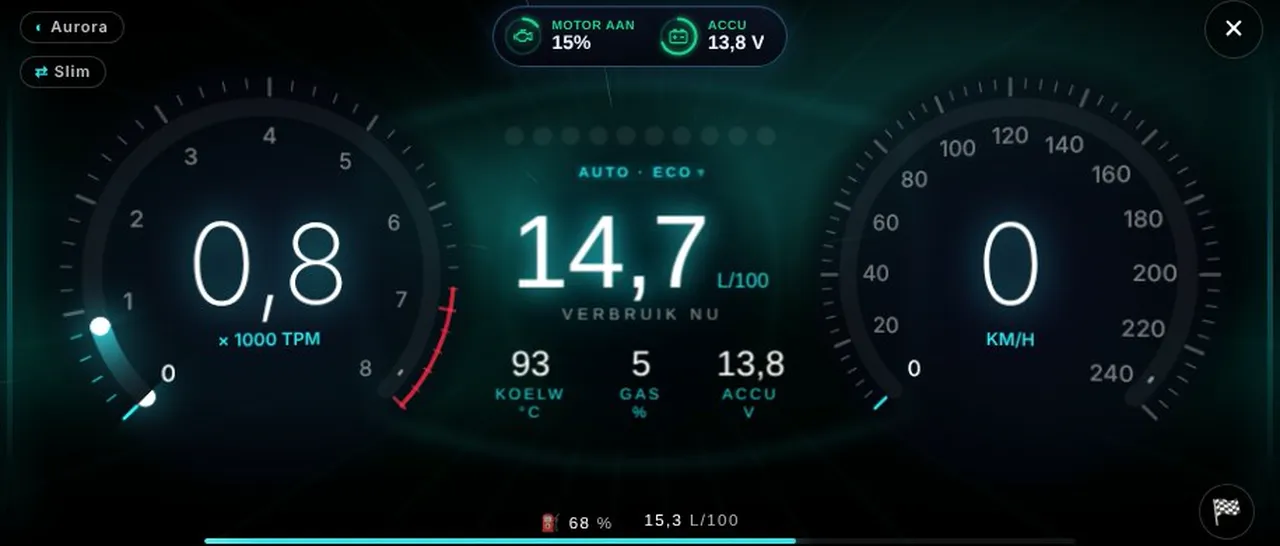 Aurora
Slim
MOTOR AAN
15%
ACCU
13,8 V
0
1
2
3
4
5
6
7
8
0,8
× 1000 TPM
AUTO · ECO
14,7 L/100
VERBRUIK NU
93
KOELW
°C
5
GAS
%
13,8
ACCU
V
0
20
40
60
80
100
120
140
160
180
200
220
240
0
KM/H
68 %
15,3 L/100